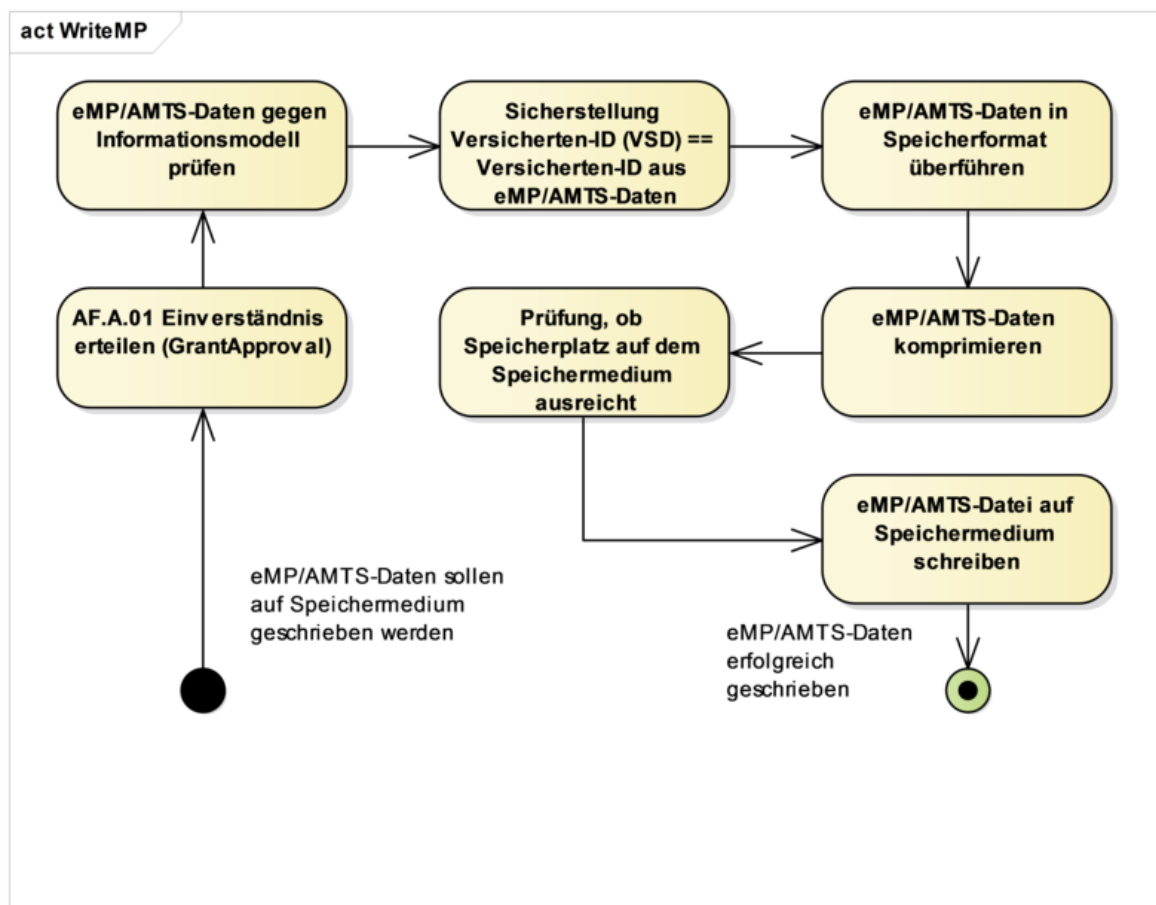 act WriteMP
eMP/AMTS-Daten gegen
Informationsmodell
prüfen
Sicherstellung
Versicherten-ID (VSD) ==
Versicherten-ID aus
eMP/AMTS-Daten
eMP/AMTS-Daten in
Speicherformat
überführen
AF.A.01 Einverständnis
erteilen (GrantApproval)
Prüfung, ob
Speicherplatz auf dem
Speichermedium
ausreicht
eMP/AMTS-Daten
komprimieren
eMP/AMTS-Datei auf
Speichermedium
schreiben
eMP/AMTS-Daten sollen
auf Speichermedium
geschrieben werden
eMP/AMTS-Daten
erfolgreich
geschrieben